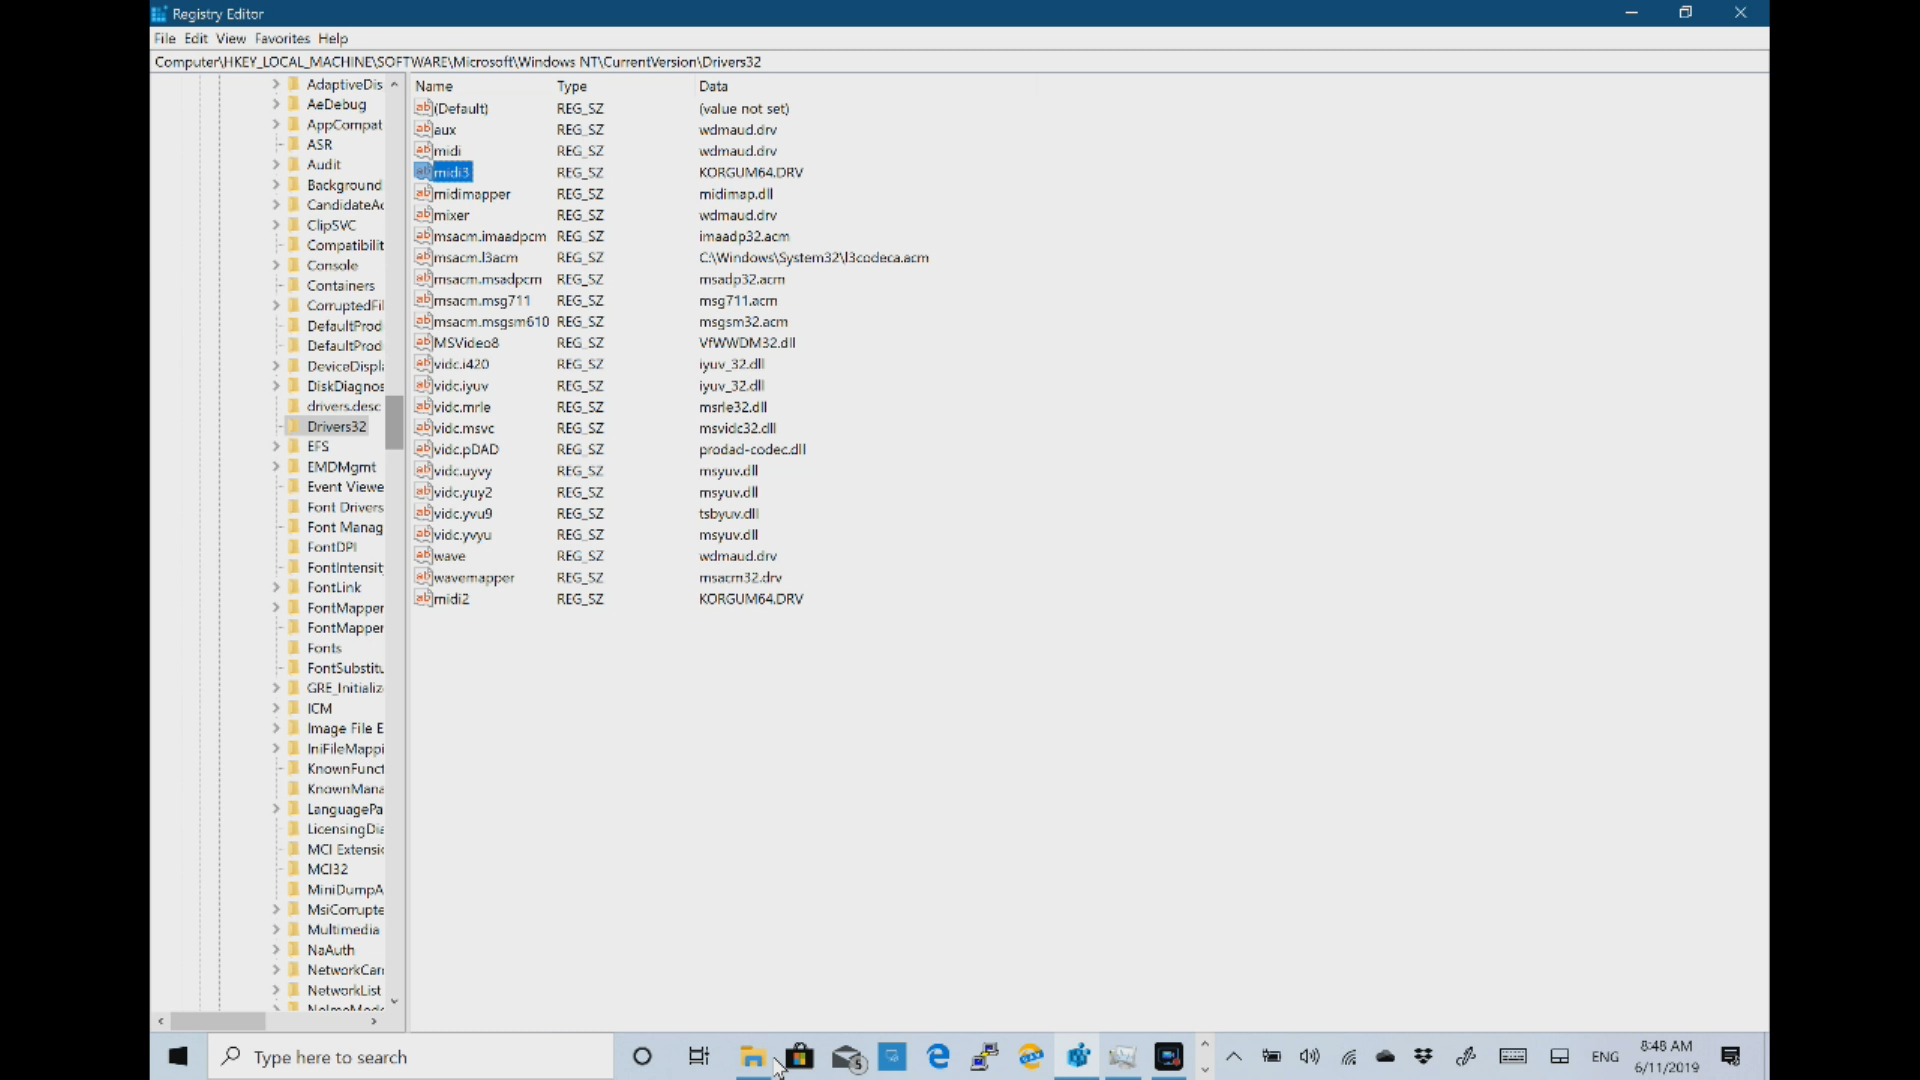 Registry Editor
File Edit View Favorites Help
Computer\HKEY_LOCAL_MACHINE\SOFTWARE\Microsoft\Windows NT\CurrentVersion\Drivers32
AdaptiveDis
AeDebug
AppCompat
ASR
Audit
Background
CandidateAc
ClipSVC
Compatibilit
Console
Containers
CorruptedFil
DefaultProd
DefaultProd
DeviceDispl
DiskDiagnos
drivers.desc
Drivers32
EFS
EMDMgmt
Event Viewe
Font Drivers
Font Manag
FontDPI
FontIntensit
FontLink
FontMapper
FontMapper
Fonts
FontSubstitu
GRE_Initializ
ICM
Image File E
IniFileMappi
KnownFunct
KnownMana
LanguagePa
LicensingDia
MCI Extensi
MCI32
MiniDumpA
MsiCorrupte
Multimedia
NaAuth
NetworkCar
NetworkList
Name Type Data
(Default) REG_SZ (value not set)
aux REG_SZ wdmaud.drv
midi REG_SZ wdmaud.drv
midi3 REG_SZ KORGUM64.DRV
midimapper REG_SZ midimap.dll
mixer REG_SZ wdmaud.drv
msacm.imaadpcm REG_SZ imaadp32.acm
msacm.l3acm REG_SZ C:\Windows\System32\l3codeca.acm
msacm.msadpcm REG_SZ msadp32.acm
msacm.msg711 REG_SZ msg711.acm
msacm.msgsm610 REG_SZ msgsm32.acm
MSVideo8 REG_SZ VfWWDM32.dll
vidc.i420 REG_SZ iyuv_32.dll
vidc.iyuv REG_SZ iyuv_32.dll
vidc.mrle REG_SZ msrle32.dll
vidc.msvc REG_SZ msvidc32.dll
vidc.pDAD REG_SZ prodad-codec.dll
vidc.uyvy REG_SZ msyuv.dll
vidc.yuy2 REG_SZ msyuv.dll
vidc.yvu9 REG_SZ tsbyuv.dll
vidc.yvyu REG_SZ msyuv.dll
wave REG_SZ wdmaud.drv
wavemapper REG_SZ msacm32.drv
midi2 REG_SZ KORGUM64.DRV
Type here to search
5
ENG
8:48 AM
6/11/2019